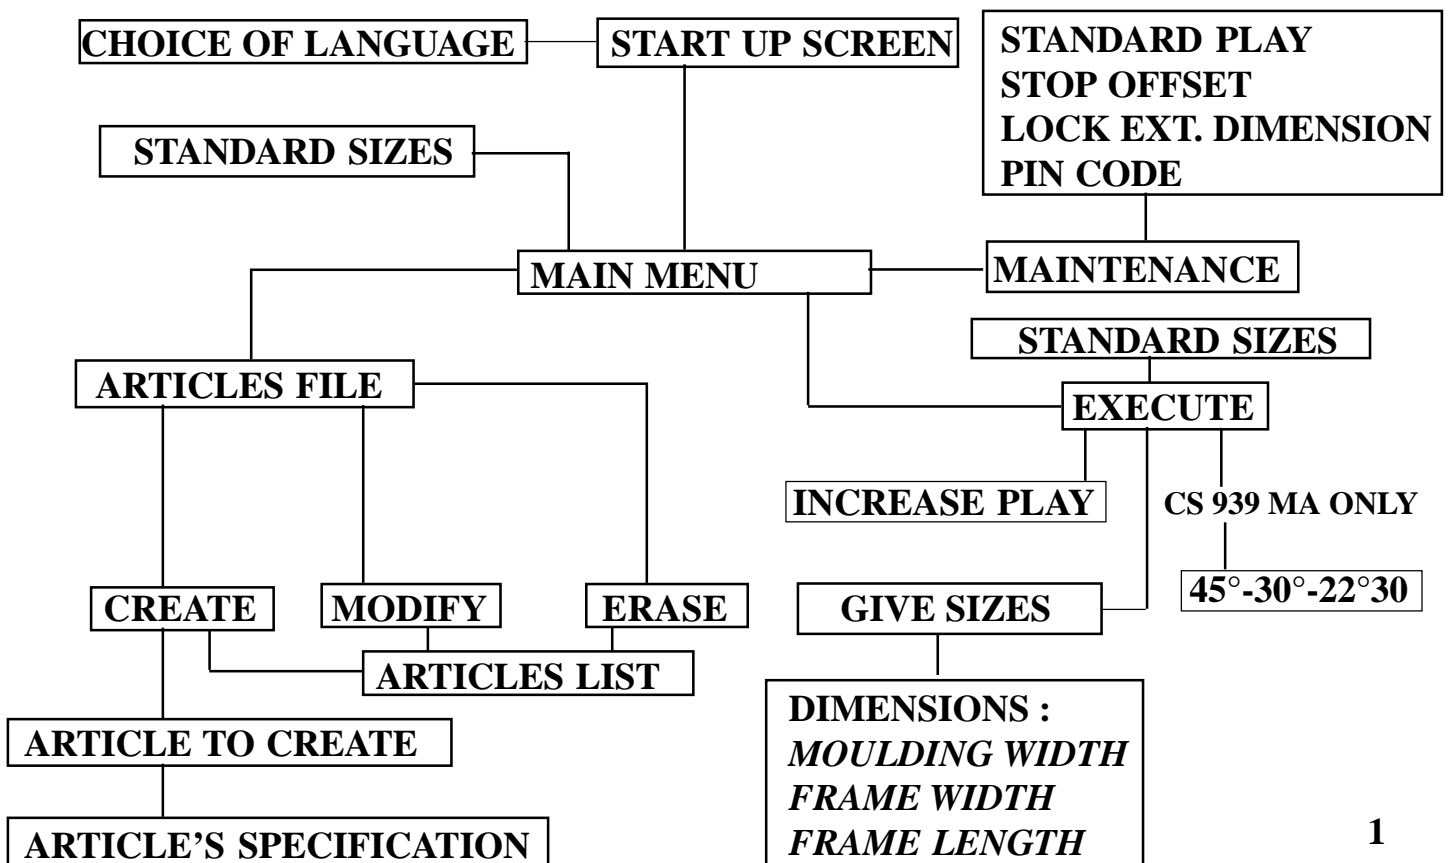 CHOICE OF LANGUAGE
START UP SCREEN
STANDARD PLAY
STOP OFFSET
LOCK EXT. DIMENSION
PIN CODE
STANDARD SIZES
MAIN MENU
MAINTENANCE
STANDARD SIZES
ARTICLES FILE
EXECUTE
INCREASE PLAY
CS 939 MA ONLY
45°-30°-22°30
CREATE
MODIFY
ERASE
GIVE SIZES
ARTICLES LIST
ARTICLE TO CREATE
ARTICLE'S SPECIFICATION
DIMENSIONS :
MOULDING WIDTH
FRAME WIDTH
FRAME LENGTH
1